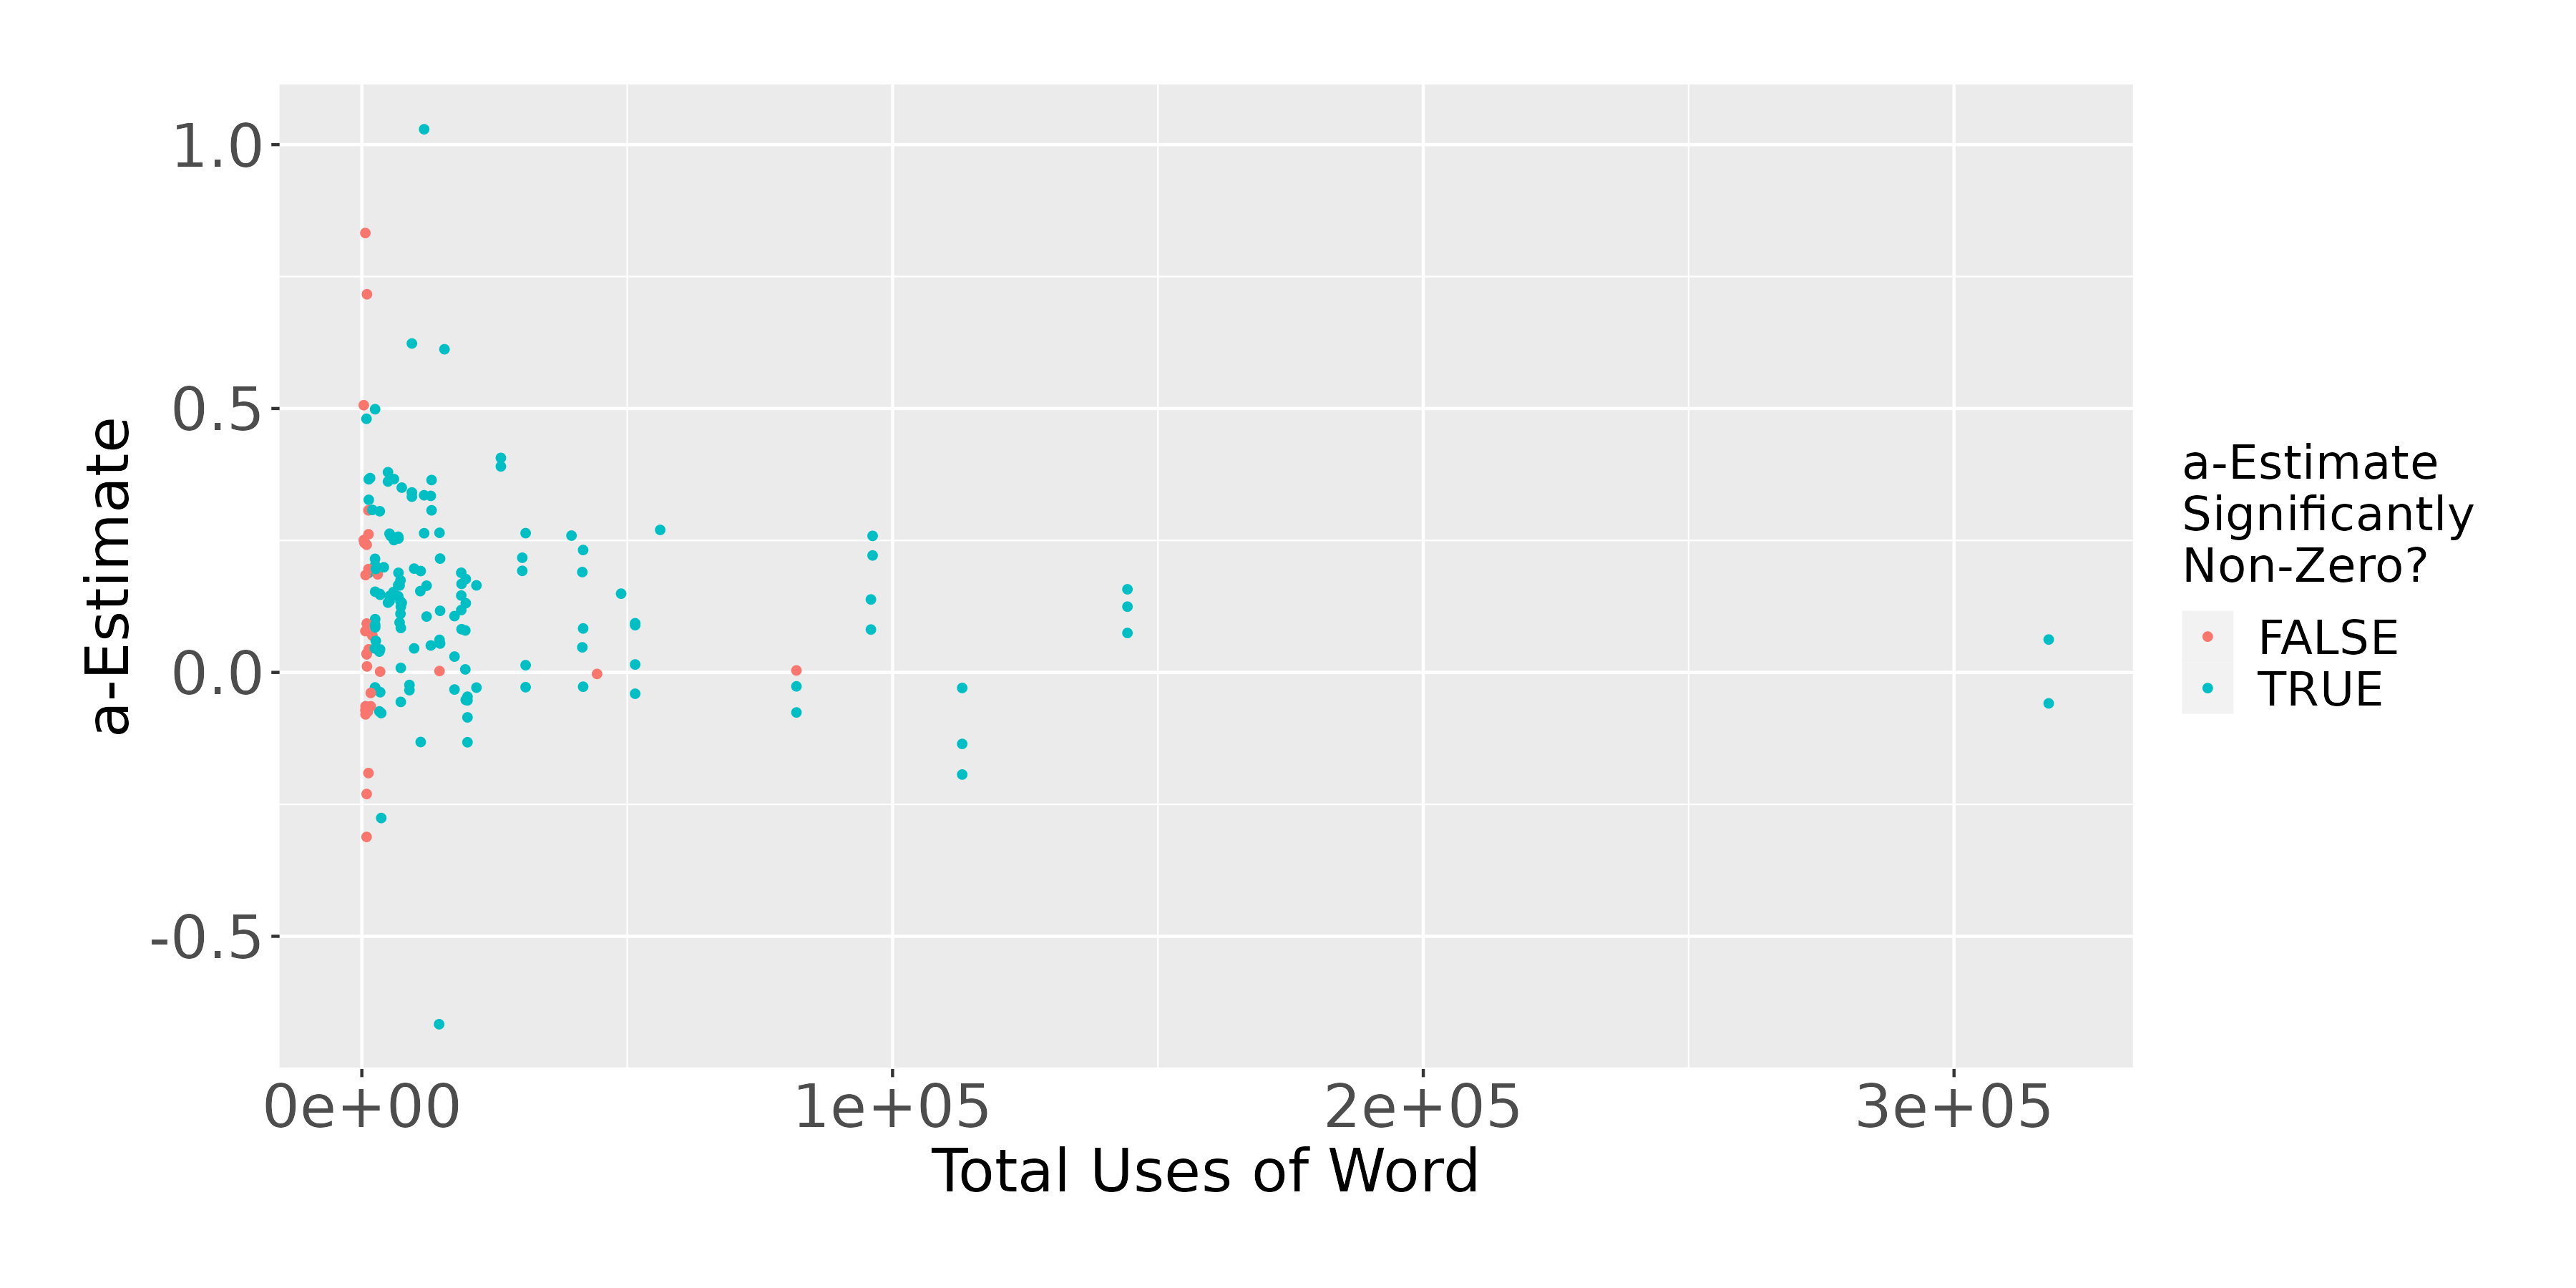 1.0
0.5
0.0
-0.5
a-Estimate
0e+00 1e+05 2e+05 3e+05
Total Uses of Word
a-Estimate
Significantly
Non-Zero?
FALSE
TRUE